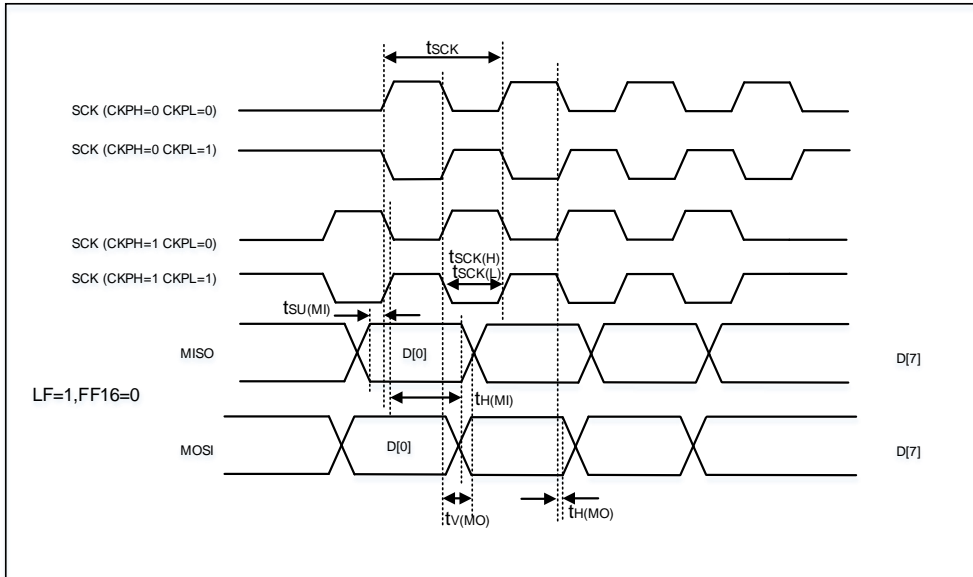 tSCK
SCK (CKPH=0 CKPL=0)
SCK (CKPH=0 CKPL=1)
SCK (CKPH=1 CKPL=0)
tSCK(H)
SCK (CKPH=1 CKPL=1)
tSCK(L)
tSU(MI)
MISO
D[0]
D[7]
LF=1,FF16=0
tH(MI)
MOSI
D[0]
D[7]
tV(MO)
tH(MO)